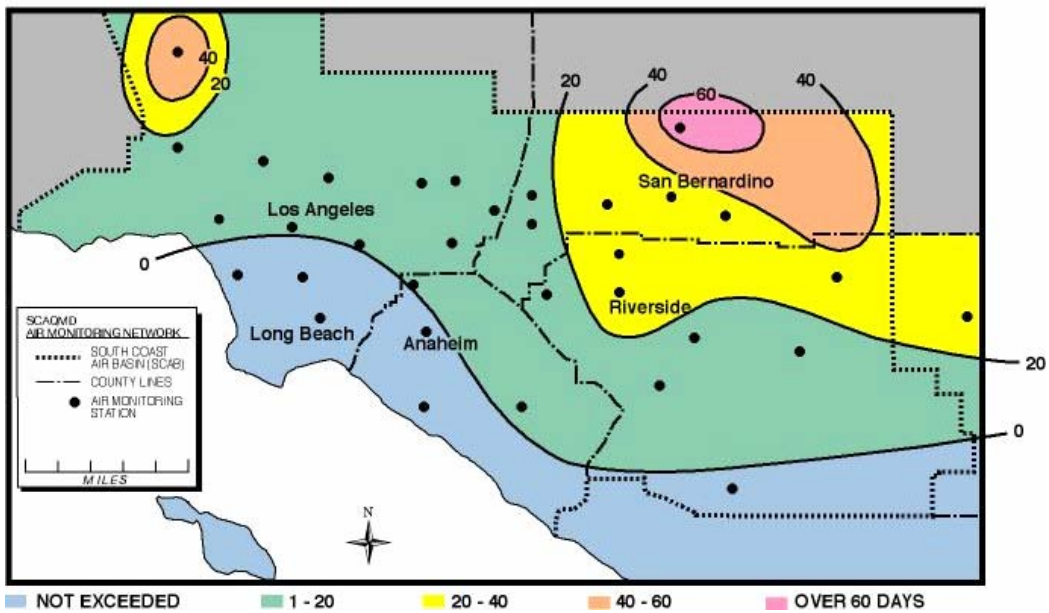 40
20
20
40
60
40
San Bernardino
Los Angeles
0
Riverside
Long Beach
Anaheim
20
0
SCAQMD
AIR MONITORING NETWORK
SOUTH COAST
AIR BASIN (SCAB)
COUNTY LINES
AIR MONITORING
STATION
MILES
N
NOT EXCEEDED
1 - 20
20 - 40
40 - 60
OVER 60 DAYS